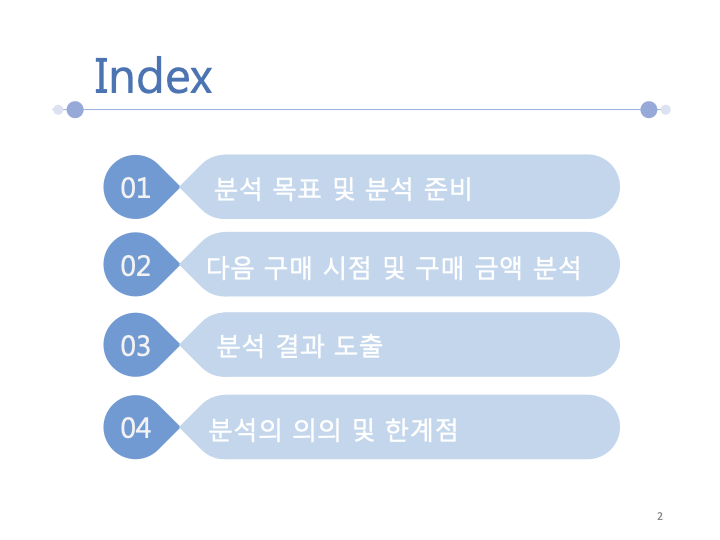 Index
01 분석 목표 및 분석 준비
02 다음 구매 시점 및 구매 금액 분석
03 분석 결과 도출
04 분석의 의의 및 한계점
2